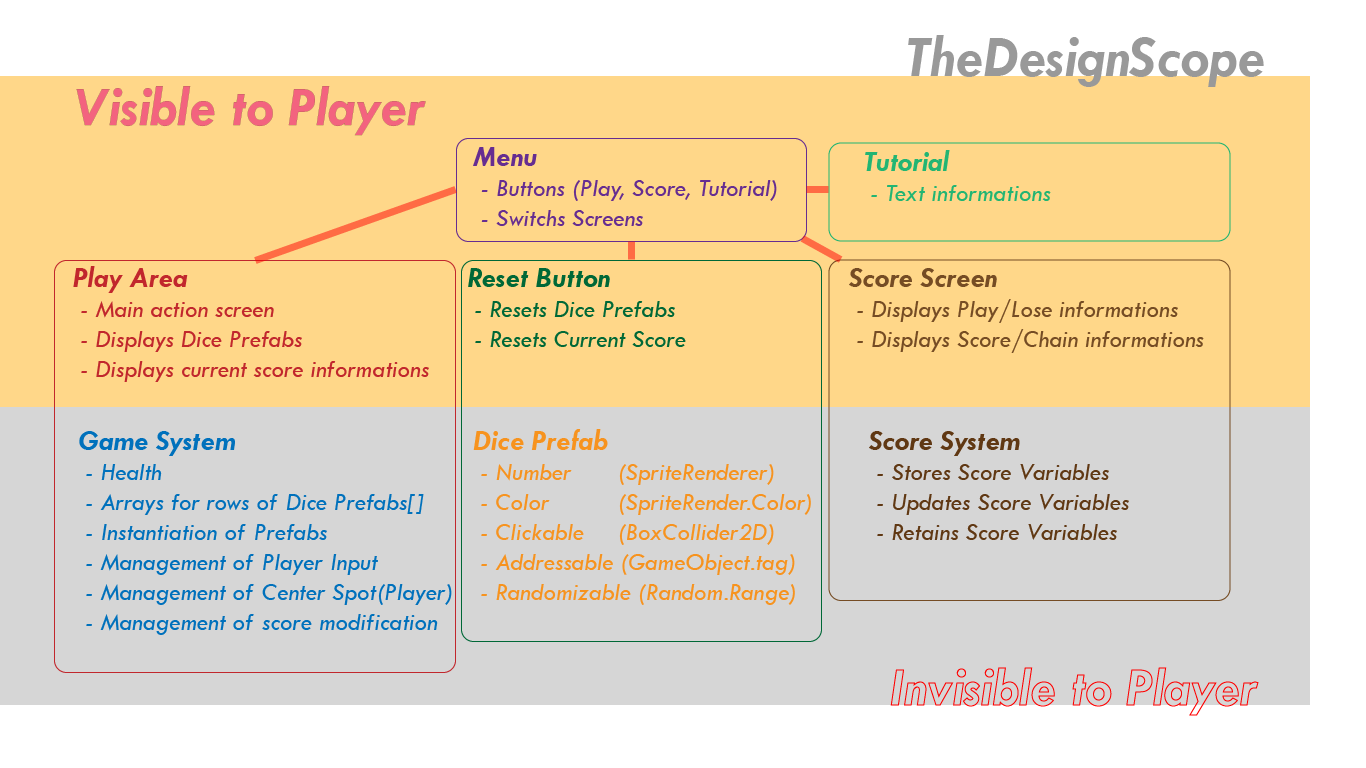 TheDesignScope
Visible to Player
Menu
- Buttons (Play, Score, Tutorial)
- Switchs Screens
Tutorial
- Text informations
Play Area
- Main action screen
- Displays Dice Prefabs
- Displays current score informations
Reset Button
- Resets Dice Prefabs
- Resets Current Score
Score Screen
- Displays Play/Lose informations
- Displays Score/Chain informations
Game System
- Health
- Arrays for rows of Dice Prefabs[]
- Instantiation of Prefabs
- Management of Player Input
- Management of Center Spot(Player)
- Management of score modification
Dice Prefab
- Number (SpriteRenderer)
- Color (SpriteRender.Color)
- Clickable (BoxCollider2D)
- Addressable (GameObject.tag)
- Randomizable (Random.Range)
Score System
- Stores Score Variables
- Updates Score Variables
- Retains Score Variables
Invisible to Player